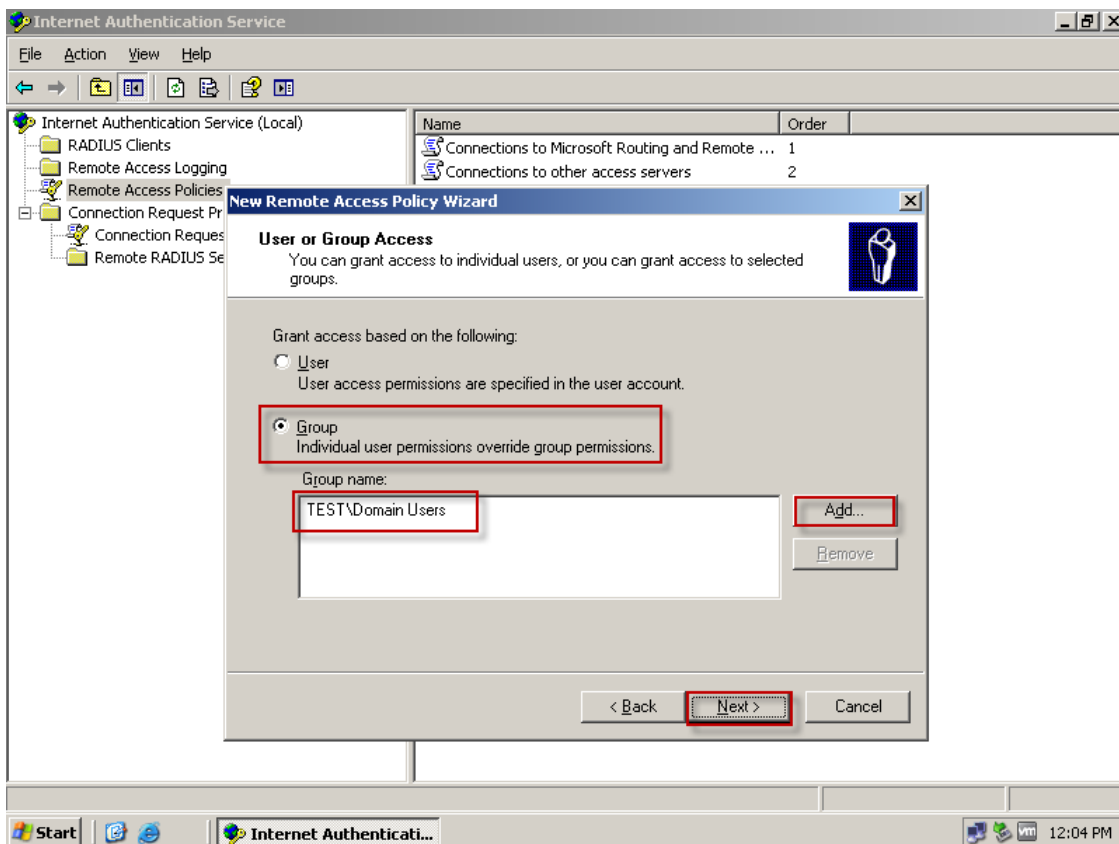 Internet Authentication Service
File Action View Help
Internet Authentication Service (Local)
RADIUS Clients
Remote Access Logging
Remote Access Policies
Connection Request Pr
Connection Reques
Remote RADIUS Se
Name Order
Connections to Microsoft Routing and Remote ... 1
Connections to other access servers 2
New Remote Access Policy Wizard
User or Group Access
You can grant access to individual users, or you can grant access to selected
groups.
Grant access based on the following:
User
User access permissions are specified in the user account.
Group
Individual user permissions override group permissions.
Group name:
TEST\Domain Users
Add...
Remove
< Back Next > Cancel
Start Internet Authenticati... vm 12:04 PM